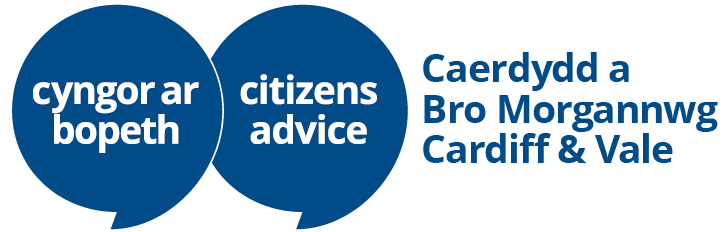 cyngor ar
bopeth
citizens
advice
Caerdydd a
Bro Morgannwg
Cardiff & Vale